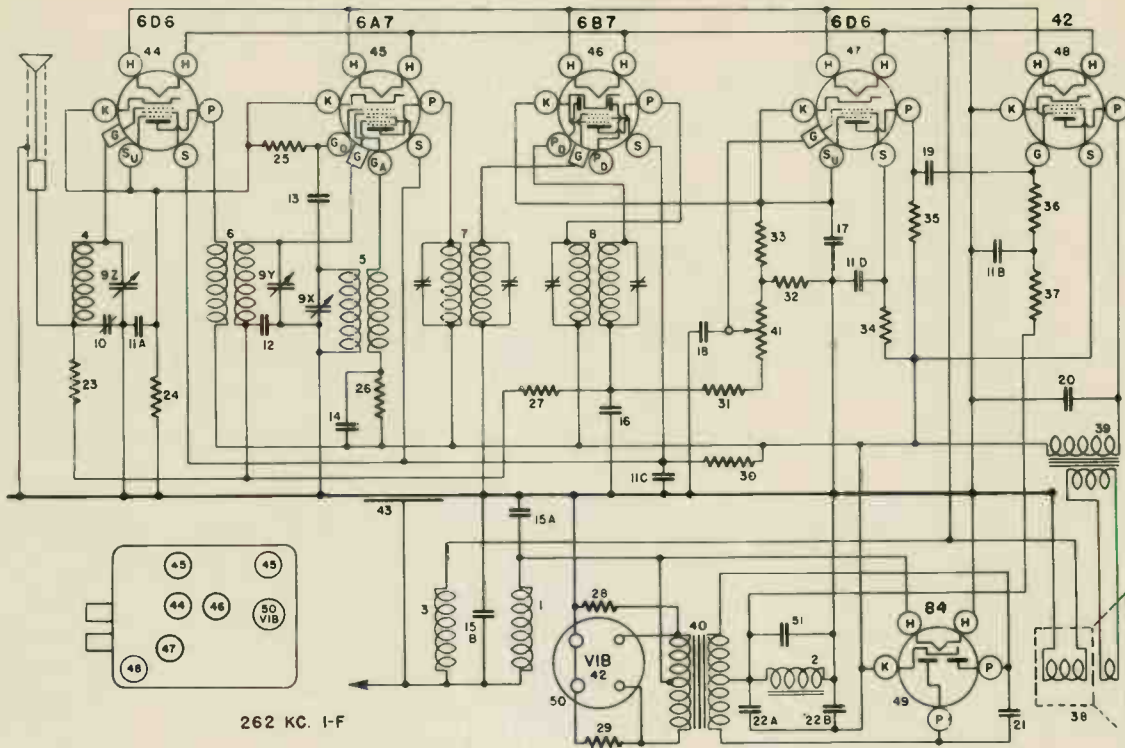 6D6 6A7 6B7 6D6 42
44 45 46 47 48
H H H H H H H H H H
K P K P K P K P K P
G SU S GO G GA S PD G PD G SU S G S
25 13 19 35 36
4 9Z 6 9Y 9X 5 7 8 33 17 11D 11B 37
10 11A 12 32 34
23 24 26 14 27 16 18 41 31 20
30 39
11C
43 15A
45 45
44 46 50 VIB
47
48
3 15B 1 28 40 51 2 84
H H
VIB 42
K P
50 49
P
262 KC. I-F 29 22A 22B 21 38